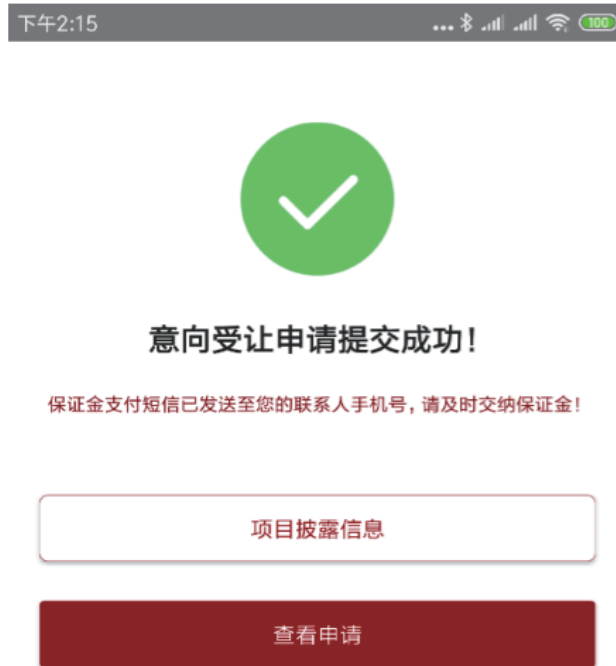 下午2:15
100
意向受让申请提交成功！
保证金支付短信已发送至您的联系人手机号，请及时交纳保证金！
项目披露信息
查看申请